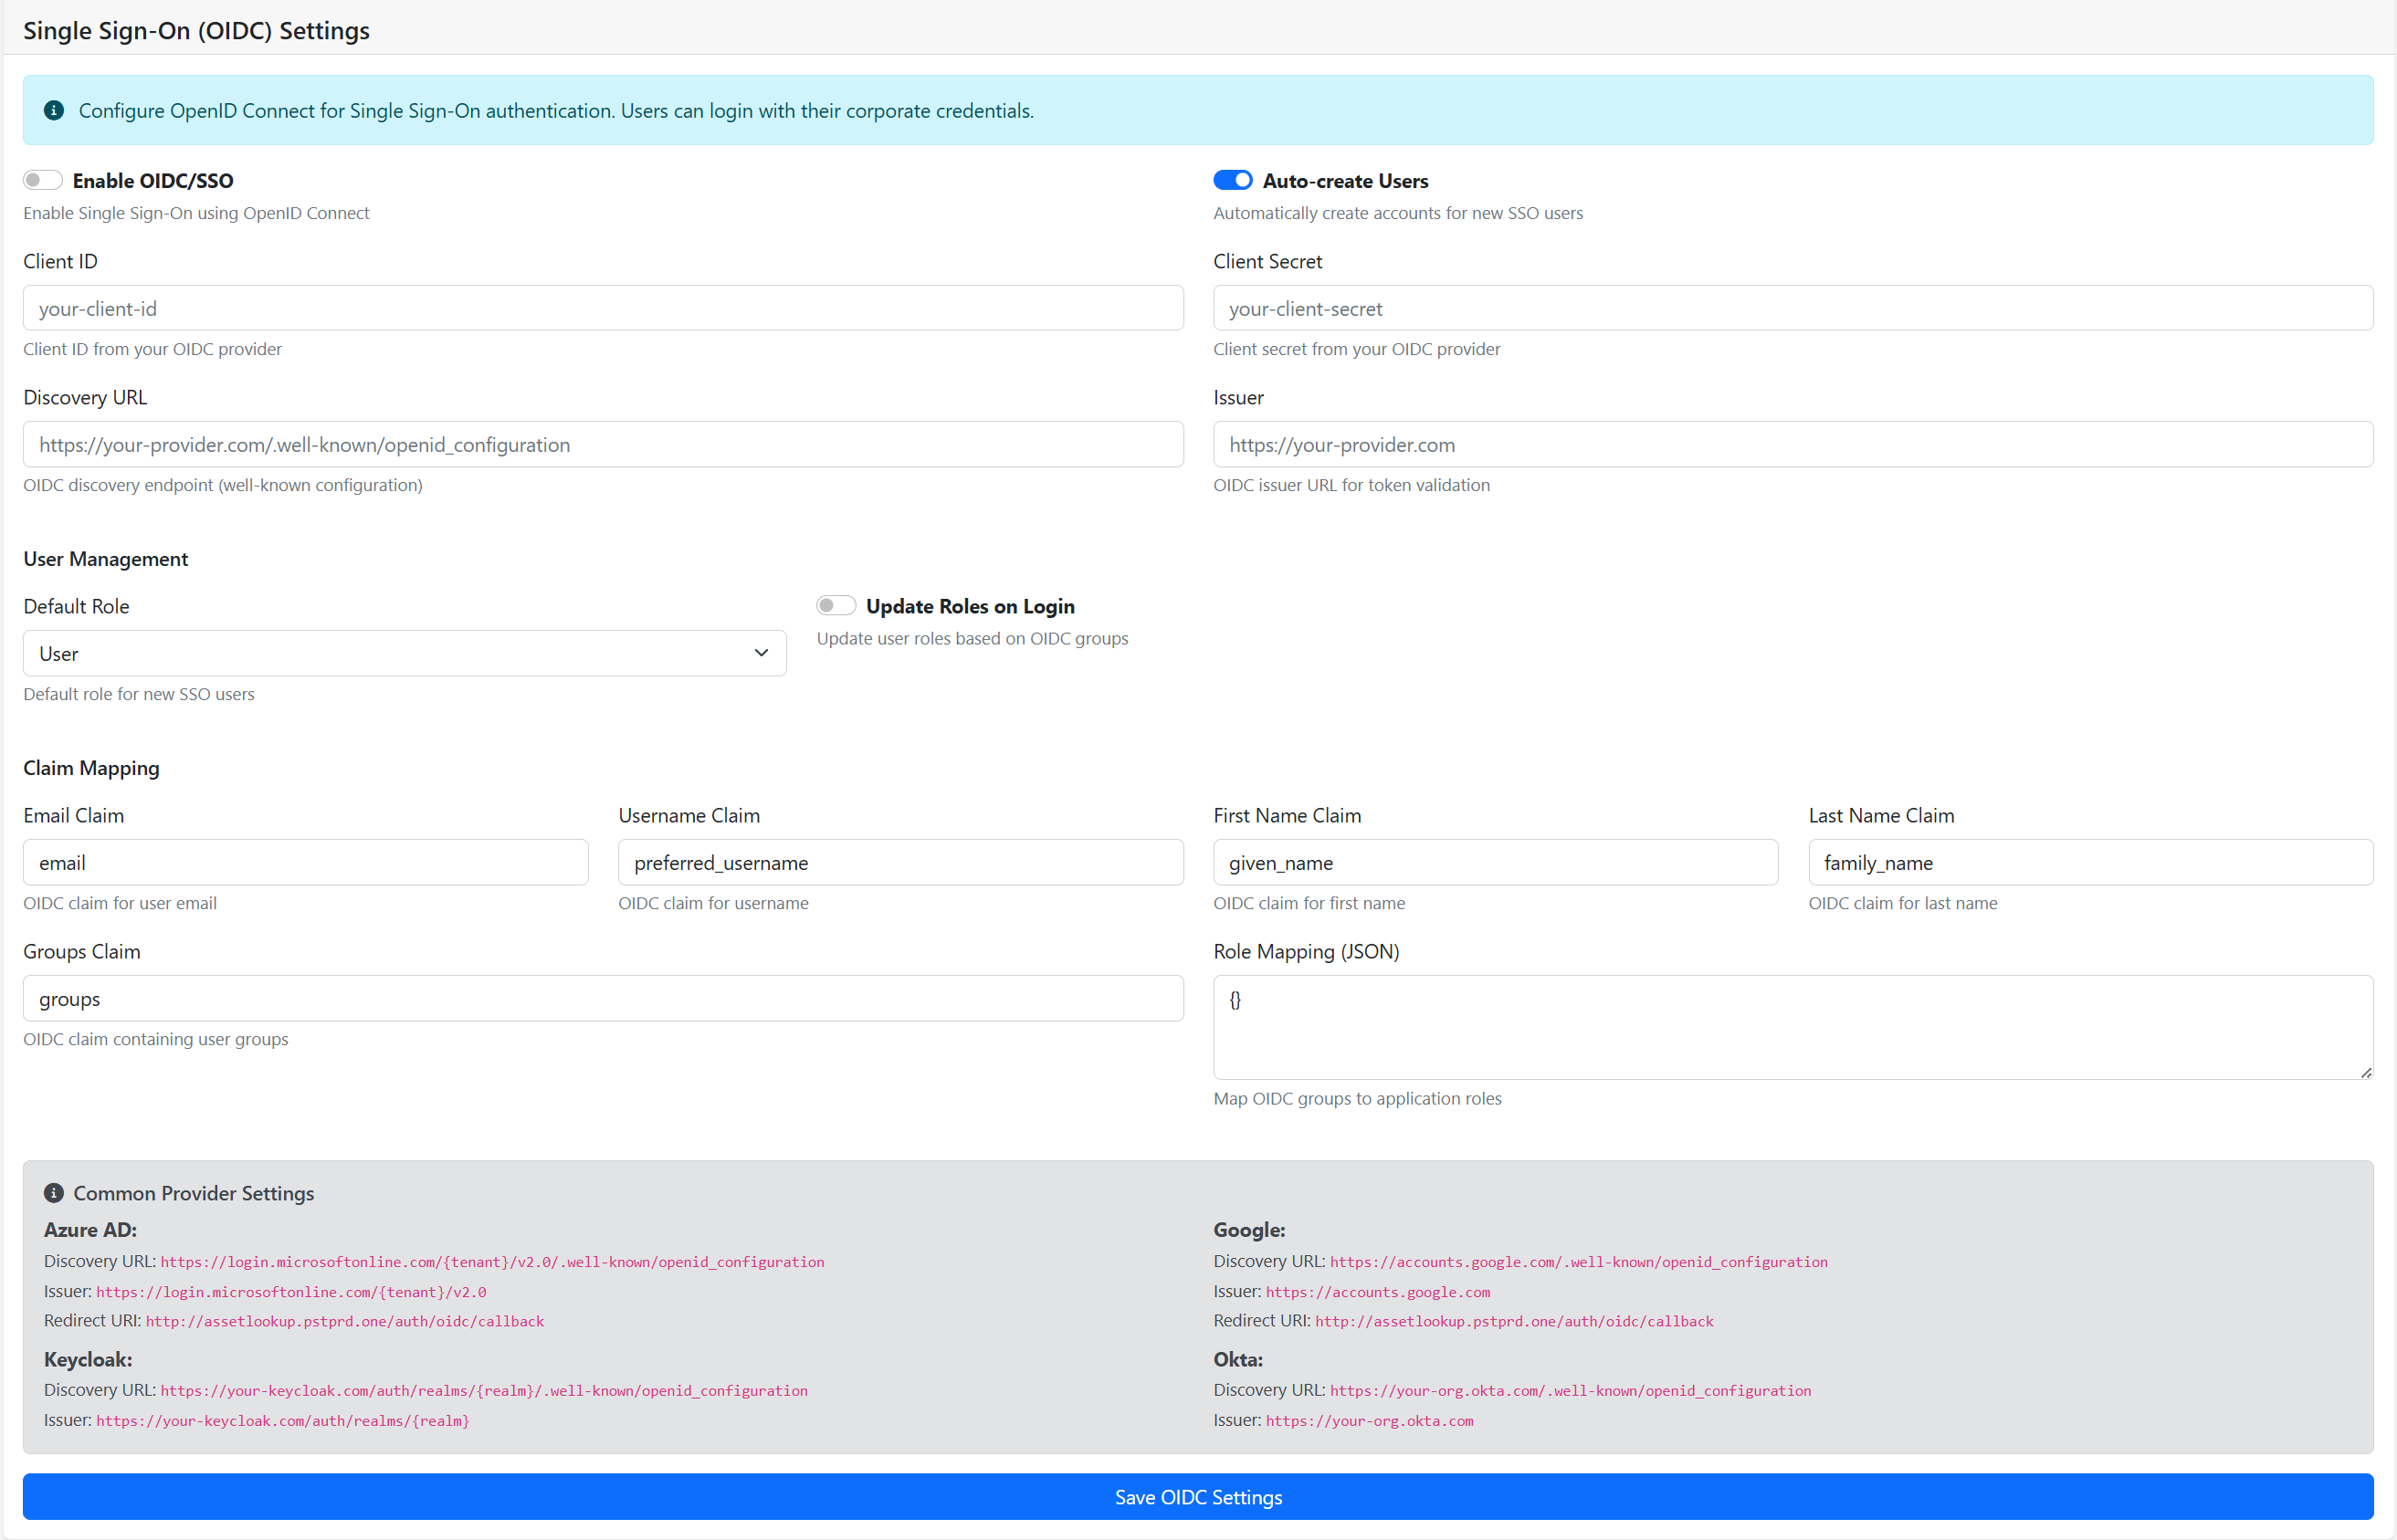 Single Sign-On (OIDC) Settings
Configure OpenID Connect for Single Sign-On authentication. Users can login with their corporate credentials.
Enable OIDC/SSO
Enable Single Sign-On using OpenID Connect
Auto-create Users
Automatically create accounts for new SSO users
Client ID
your-client-id
Client ID from your OIDC provider
Client Secret
your-client-secret
Client secret from your OIDC provider
Discovery URL
https://your-provider.com/.well-known/openid_configuration
OIDC discovery endpoint (well-known configuration)
Issuer
https://your-provider.com
OIDC issuer URL for token validation
User Management
Default Role
User
Default role for new SSO users
Update Roles on Login
Update user roles based on OIDC groups
Claim Mapping
Email Claim
email
OIDC claim for user email
Username Claim
preferred_username
OIDC claim for username
First Name Claim
given_name
OIDC claim for first name
Last Name Claim
family_name
OIDC claim for last name
Groups Claim
groups
OIDC claim containing user groups
Role Mapping (JSON)
{}
Map OIDC groups to application roles
Common Provider Settings
Azure AD:
Discovery URL: https://login.microsoftonline.com/{tenant}/v2.0/.well-known/openid_configuration
Issuer: https://login.microsoftonline.com/{tenant}/v2.0
Redirect URI: http://assetlookup.pstprd.one/auth/oidc/callback
Google:
Discovery URL: https://accounts.google.com/.well-known/openid_configuration
Issuer: https://accounts.google.com
Redirect URI: http://assetlookup.pstprd.one/auth/oidc/callback
Keycloak:
Discovery URL: https://your-keycloak.com/auth/realms/{realm}/.well-known/openid_configuration
Issuer: https://your-keycloak.com/auth/realms/{realm}
Okta:
Discovery URL: https://your-org.okta.com/.well-known/openid_configuration
Issuer: https://your-org.okta.com
Save OIDC Settings